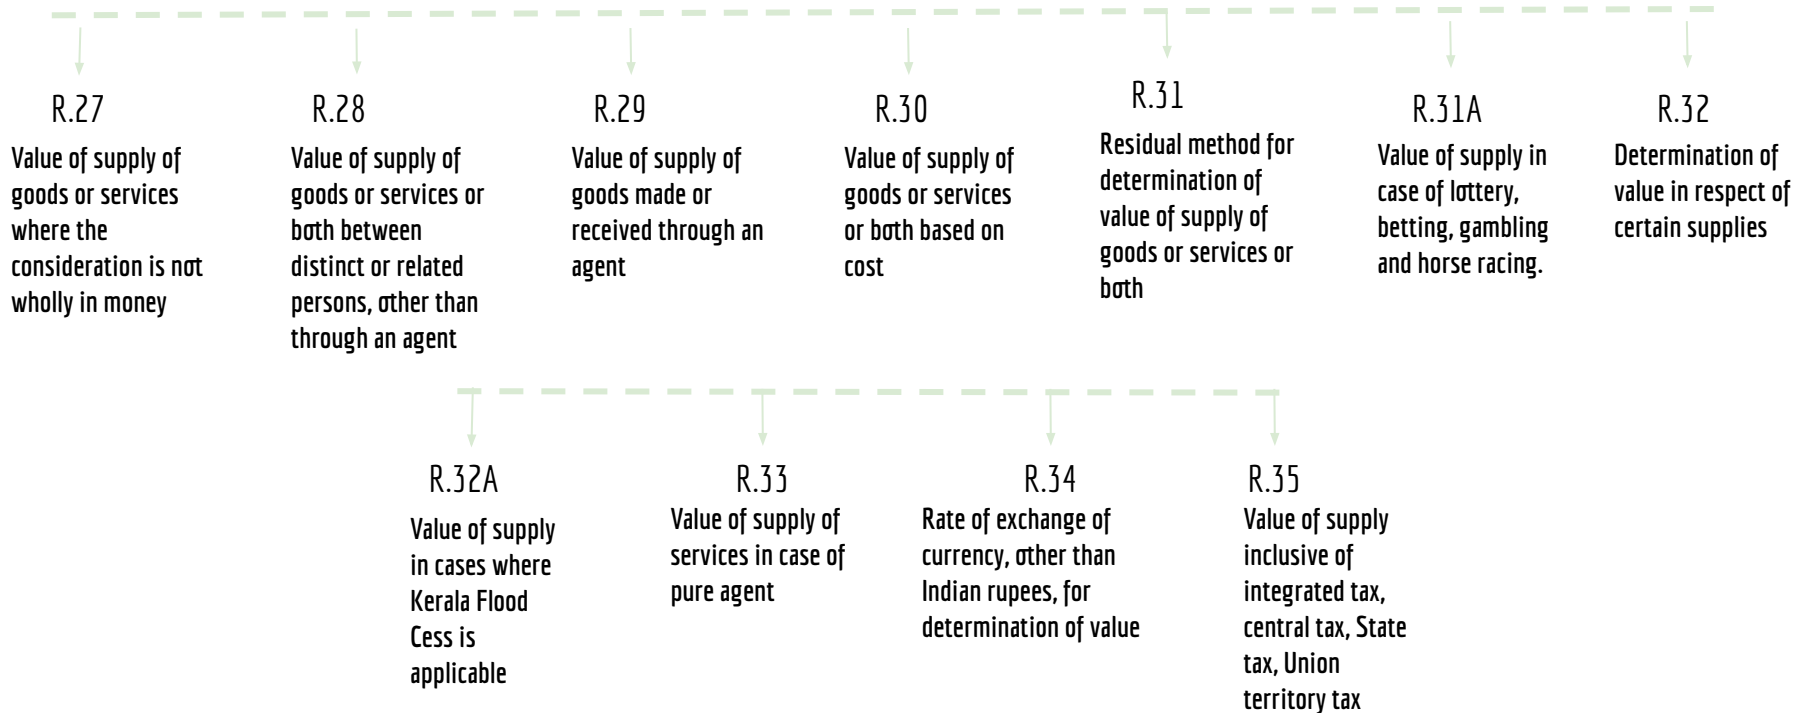 R.27
Value of supply of
goods or services
where the
consideration is not
wholly in money
R.28
Value of supply of
goods or services or
both between
distinct or related
persons, other than
through an agent
R.29
Value of supply of
goods made or
received through an
agent
R.30
Value of supply of
goods or services
or both based on
cost
R.31
Residual method for
determination of
value of supply of
goods or services or
both
R.31A
Value of supply in
case of lottery,
betting, gambling
and horse racing.
R.32
Determination of
value in respect of
certain supplies
R.32A
Value of supply
in cases where
Kerala Flood
Cess is
applicable
R.33
Value of supply of
services in case of
pure agent
R.34
Rate of exchange of
currency, other than
Indian rupees, for
determination of value
R.35
Value of supply
inclusive of
integrated tax,
central tax, State
tax, Union
territory tax